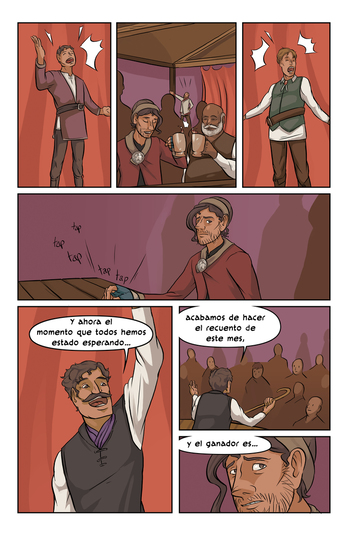 tap
tap
tap
tap
tap
Y ahora el
momento que todos hemos
estado esperando...
acabamos de hacer
el recuento de
este mes,
y el ganador es...